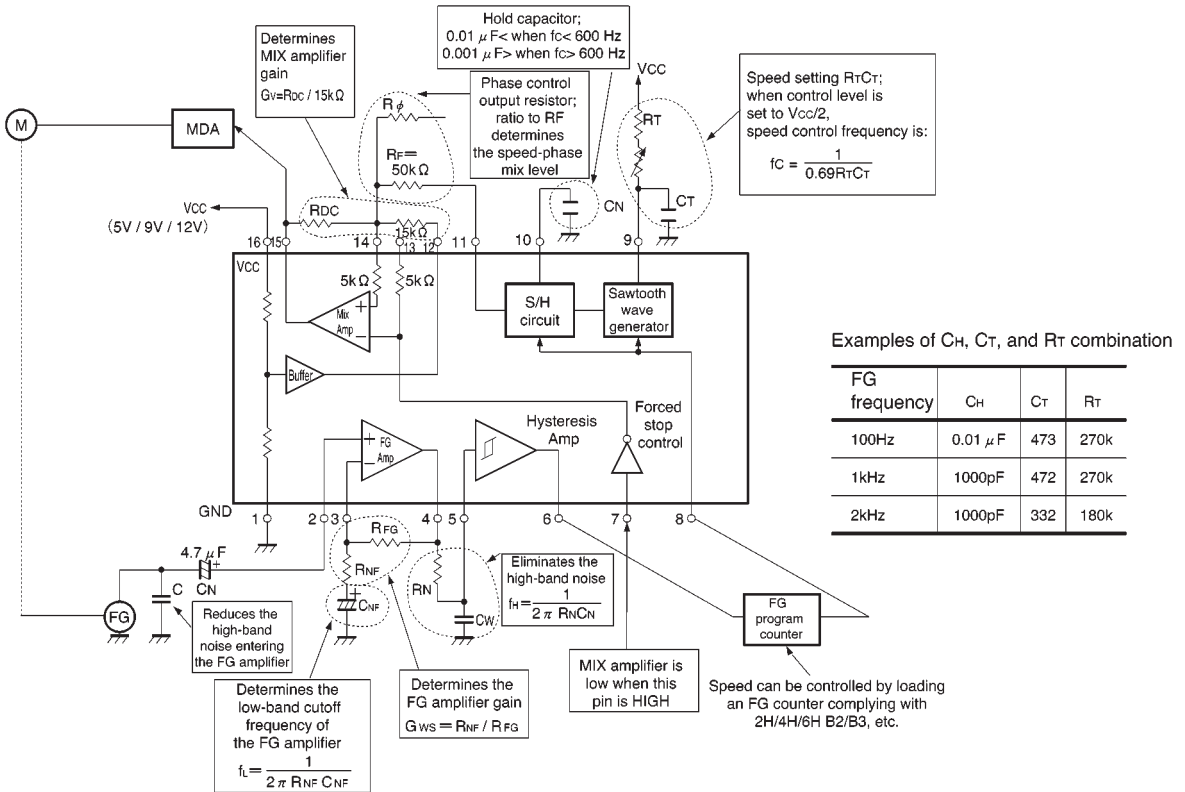 Hold capacitor;
0.01 μF< when fc< 600 Hz
0.001 μF> when fc> 600 Hz
Determines
MIX amplifier
gain
GV=RDC / 15kΩ
Phase control
output resistor;
ratio to RF
determines
the speed-phase
mix level
Speed setting RTCT;
when control level is
set to VCC/2,
speed control frequency is:
fC = 1
0.69RTCT
M
MDA
Rϕ
RF=
50kΩ
VCC
RT
CT
CN
RDC
15kΩ
VCC
(5V / 9V / 12V)
16 15 14 13 12 11 10 9
VCC
5kΩ 5kΩ
Mix
Amp
+
−
S/H
circuit
Sawtooth
wave
generator
Buffer
FG
Amp
+
−
Hysteresis
Amp
Forced
stop
control
GND
1 2 3 4 5 6 7 8
Examples of CH, CT, and RT combination
FG
frequency CH CT RT
100Hz 0.01 μF 473 270k
1kHz 1000pF 472 270k
2kHz 1000pF 332 180k
4.7 μF
+
CN
C
FG
RFG
RNF
+
CNF
RN
CW
Reduces the
high-band
noise entering
the FG amplifier
Eliminates the
high-band noise
fH= 1
2 π RNCN
FG
program
counter
Determines the
low-band cutoff
frequency of
the FG amplifier
fL= 1
2 π RNF CNF
Determines the
FG amplifier gain
GWS = RNF / RFG
MIX amplifier is
low when this
pin is HIGH
Speed can be controlled by loading
an FG counter complying with
2H/4H/6H B2/B3, etc.